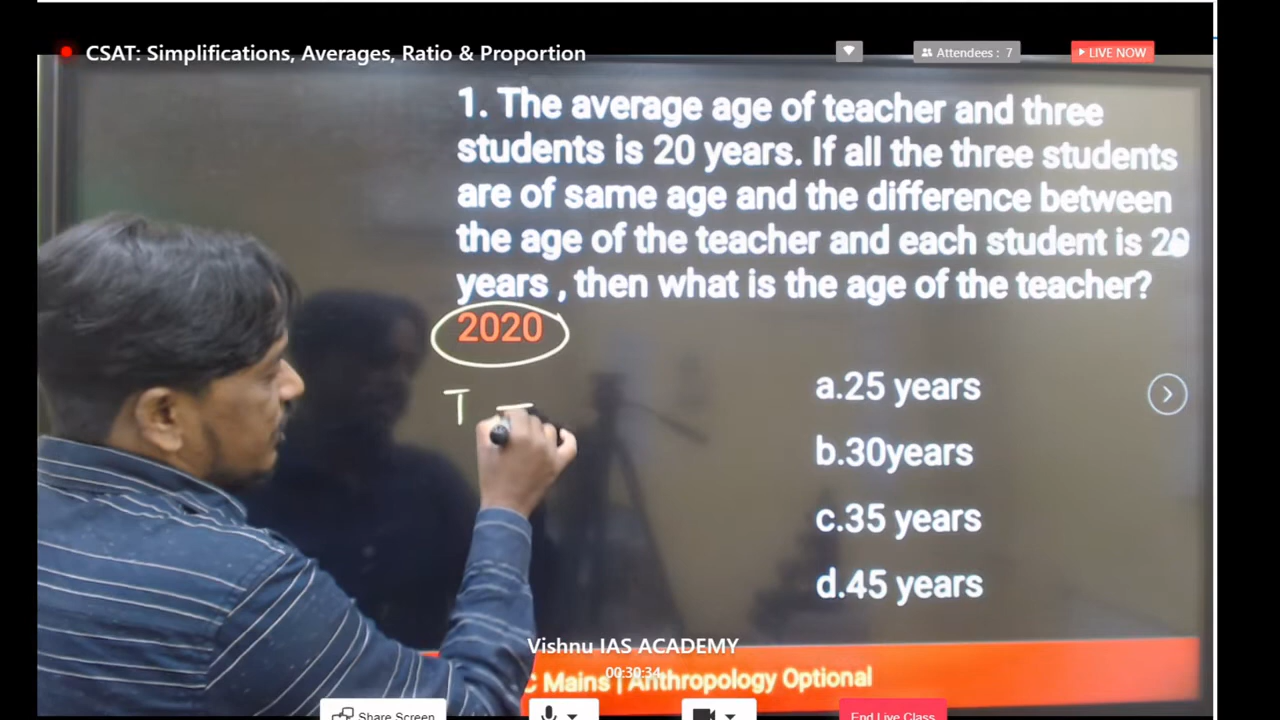 CSAT: Simplifications, Averages, Ratio & Proportion
Attendees : 7
LIVE NOW
1. The average age of teacher and three
students is 20 years. If all the three students
are of same age and the difference between
the age of the teacher and each student is 20
years , then what is the age of the teacher?
2020
T
a.25 years
b.30years
c.35 years
d.45 years
Vishnu IAS ACADEMY
00:30:34
C Mains | Anthropology Optional
Share Screen
End Live Class